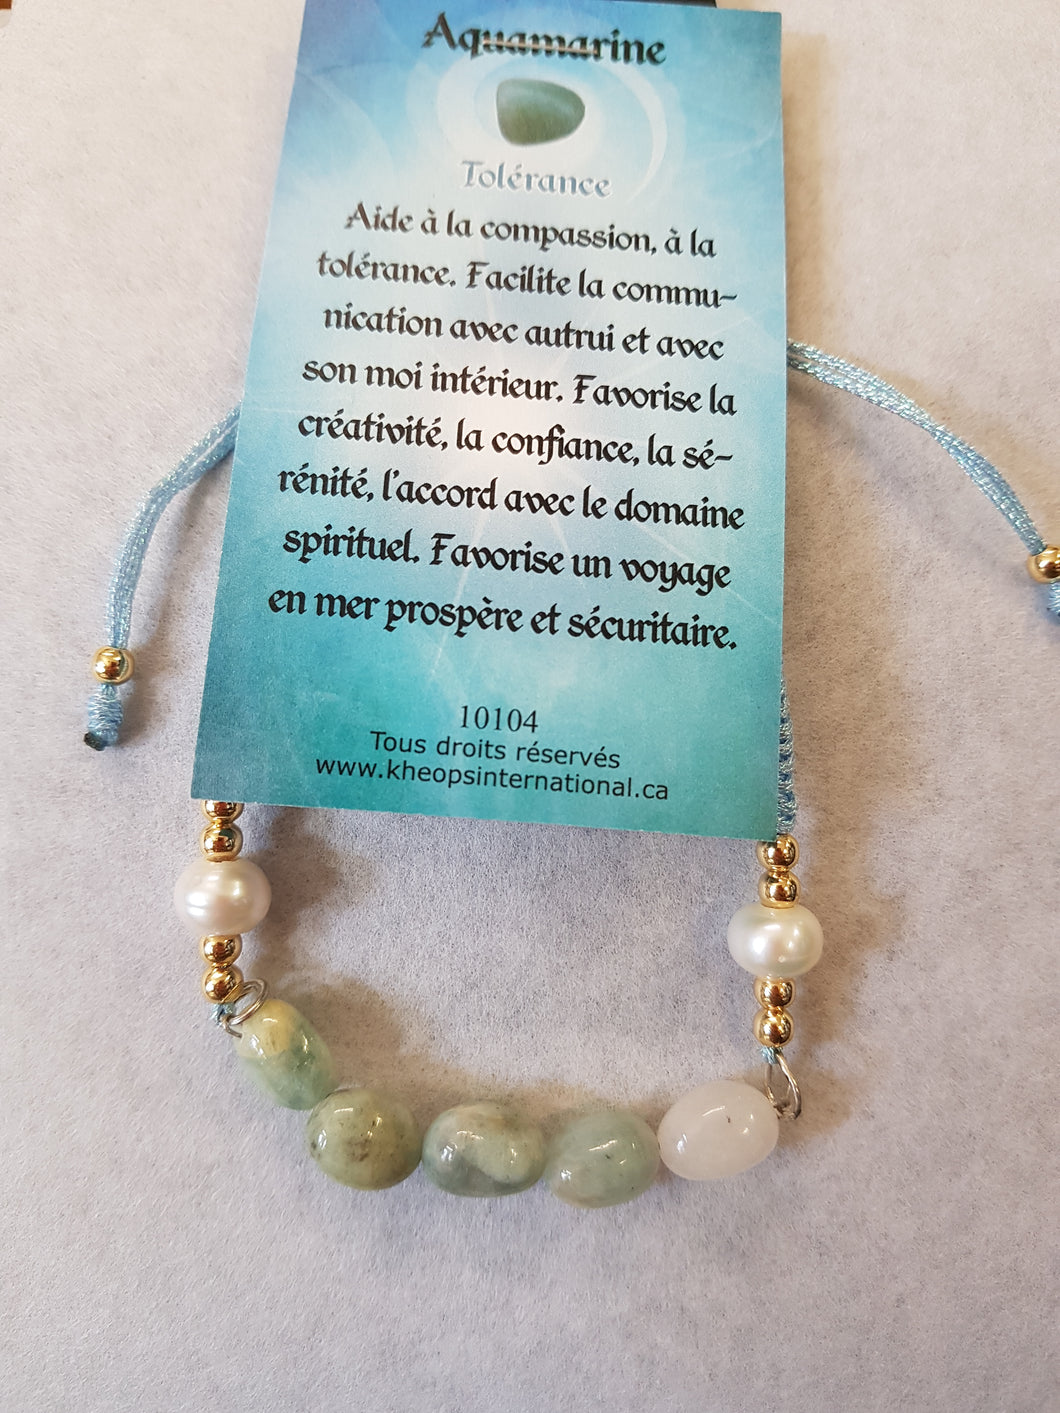 Aquamarine
Tolérance
Aide à la compassion, à la
tolérance. Facilite la commu-
nication avec autrui et avec
son moi intérieur. Favorise la
créativité, la confiance, la sé-
rénité, l'accord avec le domaine
spirituel. Favorise un voyage
en mer prospère et sécuritaire.
10104
Tous droits réservés
www.kheopsinternational.ca